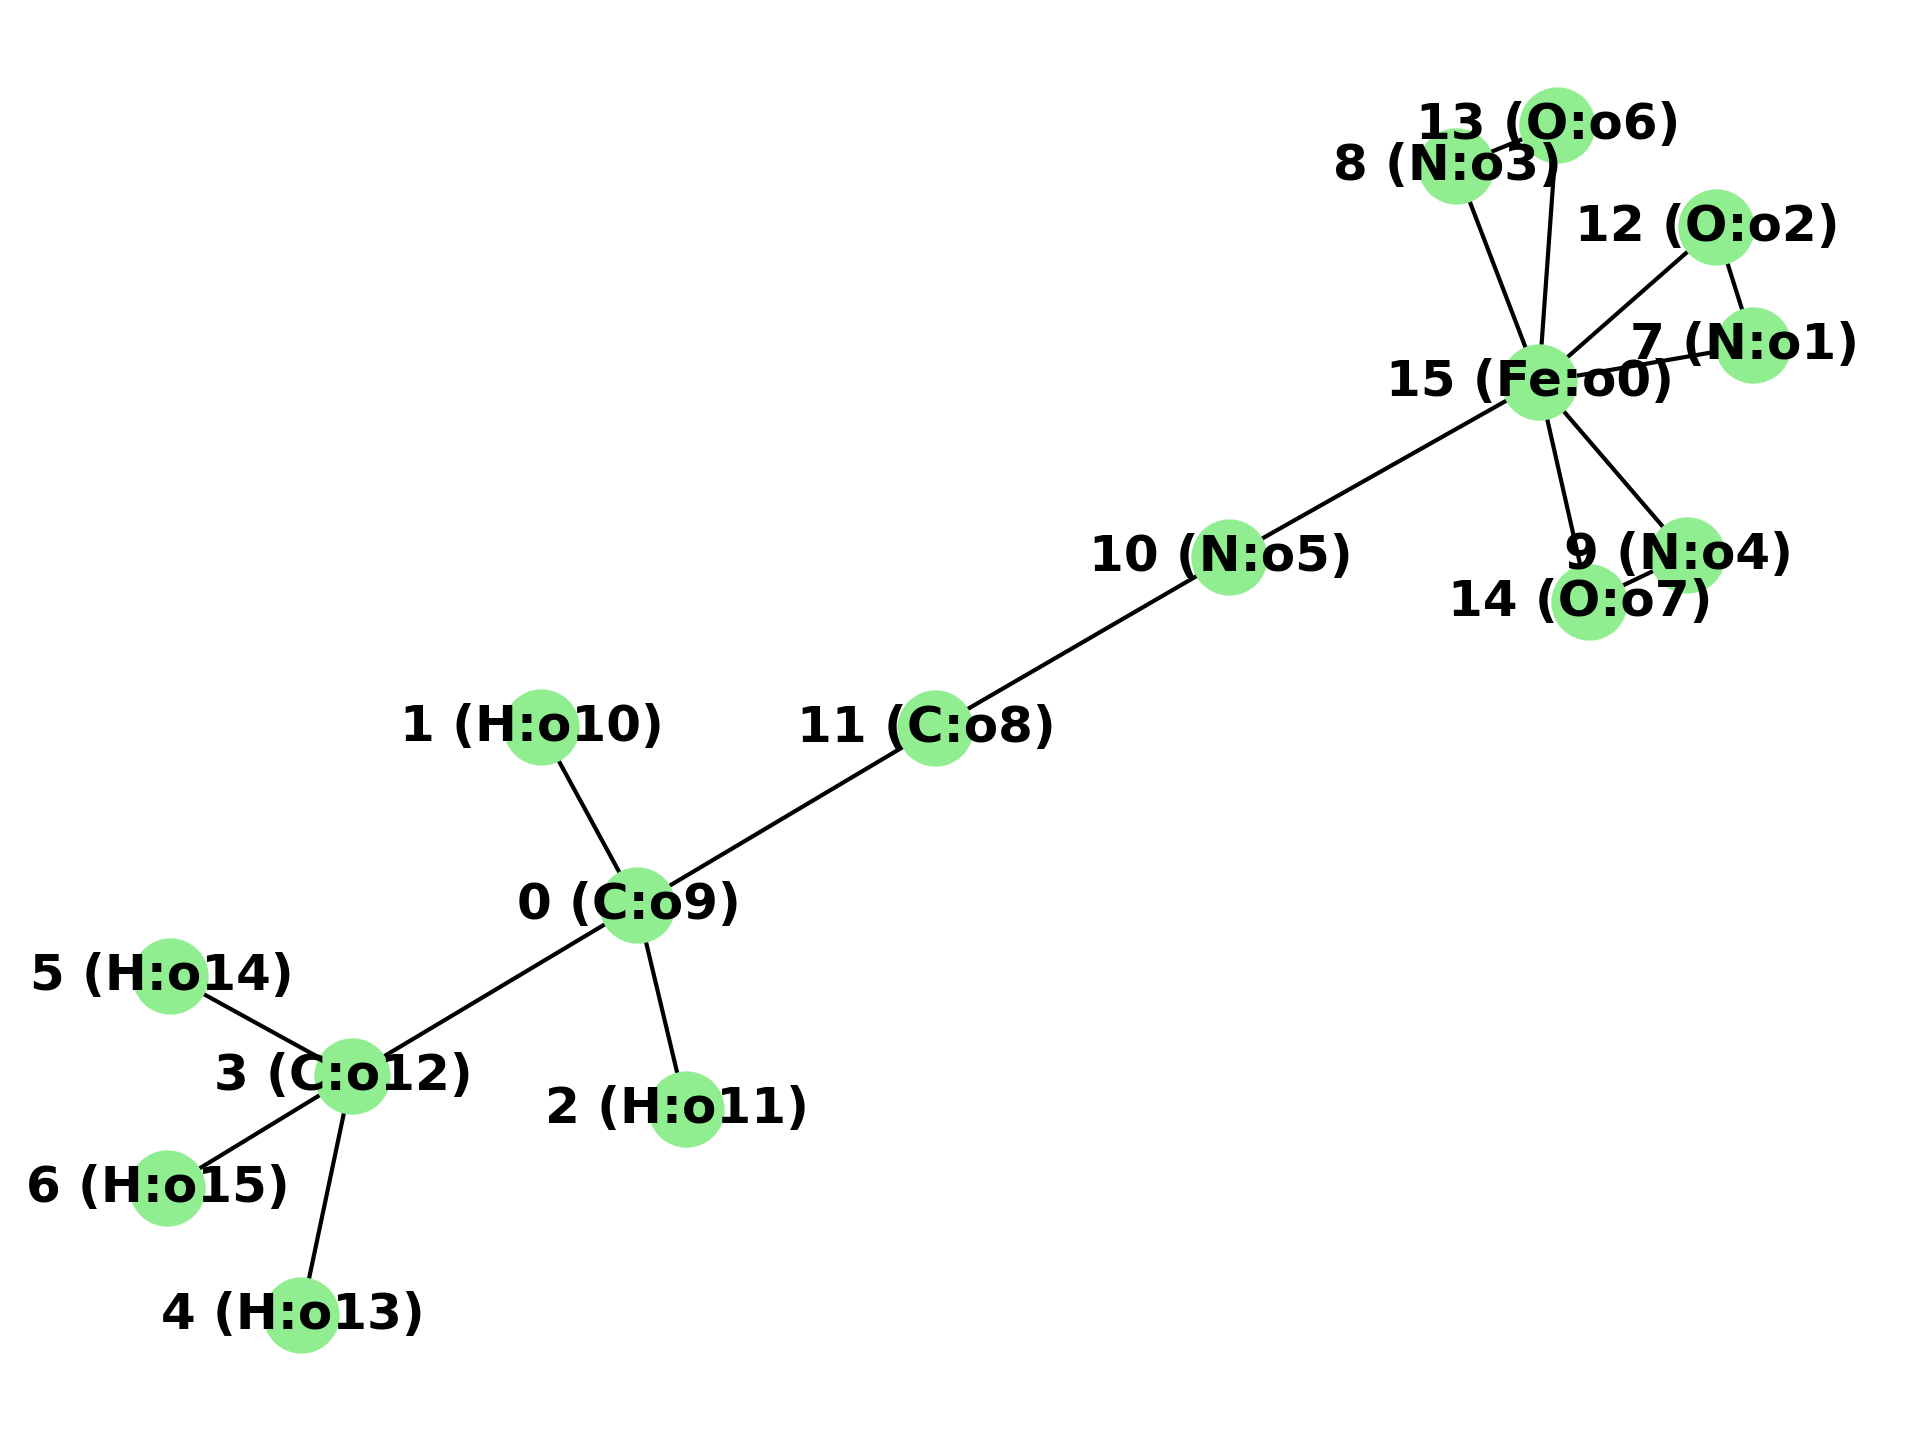 13 (O:o6)
8 (N:o3)
12 (O:o2)
7 (N:o1)
15 (Fe:o0)
10 (N:o5)
9 (N:o4)
14 (O:o7)
1 (H:o10)
11 (C:o8)
0 (C:o9)
5 (H:o14)
3 (C:o12)
2 (H:o11)
6 (H:o15)
4 (H:o13)